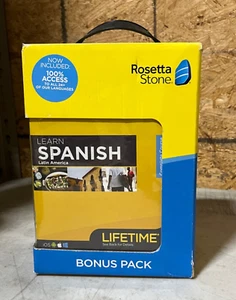 NOW
INCLUDED:
100%
ACCESS
TO ALL 24+
OF OUR LANGUAGES
Rosetta
Stone
LEARN
SPANISH
Latin America
LIFETIME
iOS
BONUS PACK